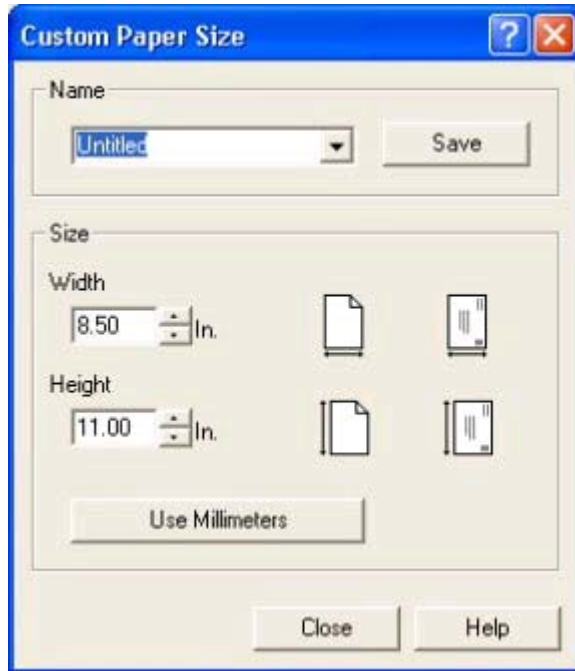 Custom Paper Size
Name
Untitled
Save
Size
Width
8.50
In.
Height
11.00
In.
Use Millimeters
Close
Help